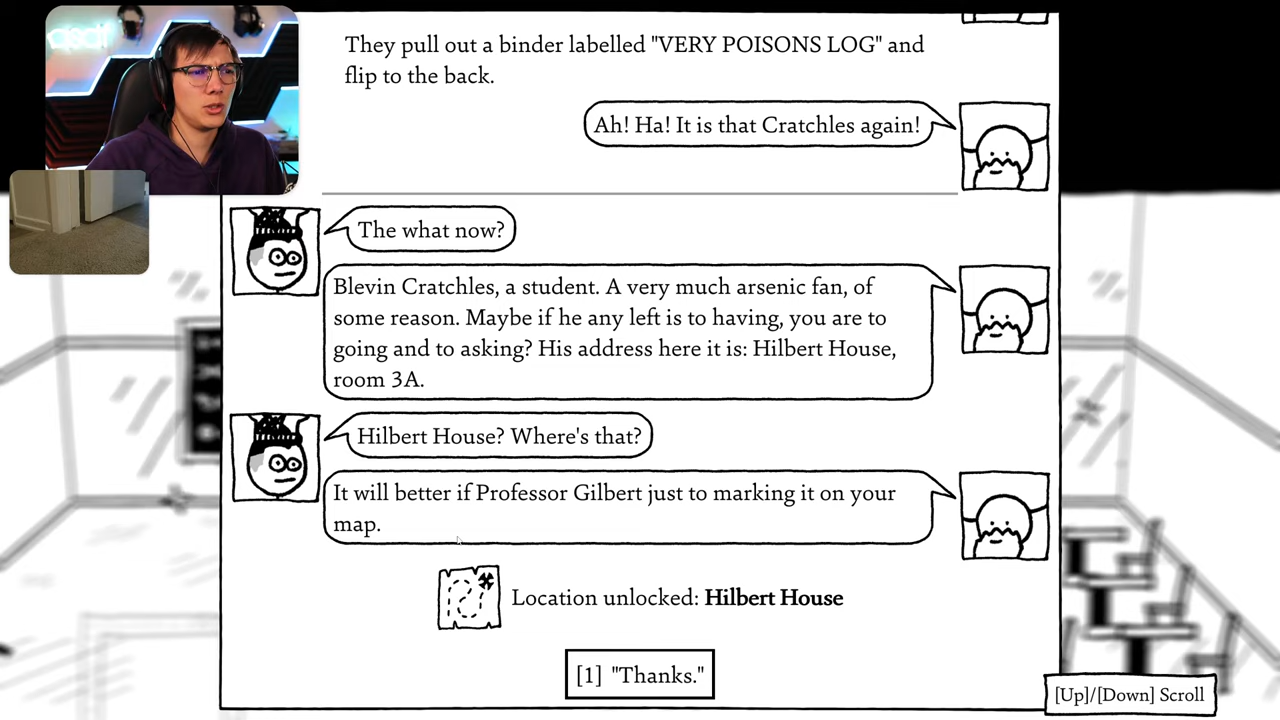 They pull out a binder labelled "VERY POISONS LOG" and
flip to the back.
Ah! Ha! It is that Cratchles again!
The what now?
Blevin Cratchles, a student. A very much arsenic fan, of
some reason. Maybe if he any left is to having, you are to
going and to asking? His address here it is: Hilbert House,
room 3A.
Hilbert House? Where's that?
It will better if Professor Gilbert just to marking it on your
map.
Location unlocked: Hilbert House
[1] "Thanks."
[Up]/[Down] Scroll